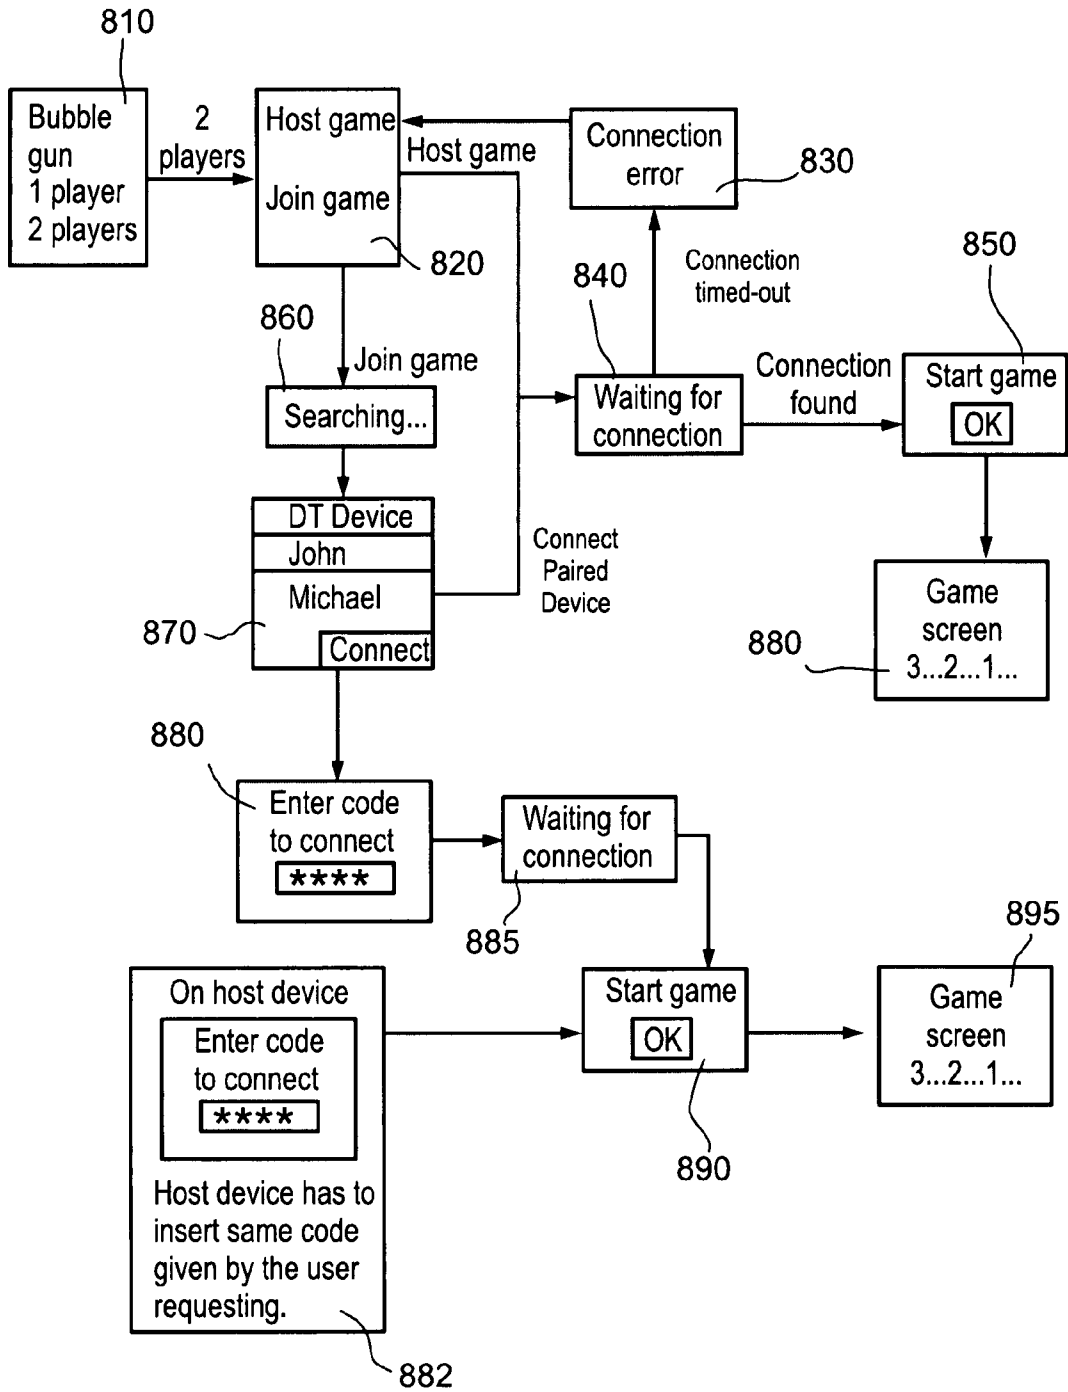 810
Bubble
gun
1 player
2 players
2
players
Host game
Join game
820
Host game
Connection
error
830
Connection
timed-out
840
Waiting for
connection
Connection
found
850
Start game
OK
Game
screen
3...2...1...
880
860
Join game
Searching...
DT Device
John
Michael
Connect
870
Connect
Paired
Device
880
Enter code
to connect
****
Waiting for
connection
885
On host device
Enter code
to connect
****
Host device has to
insert same code
given by the user
requesting.
882
Start game
OK
890
895
Game
screen
3...2...1...